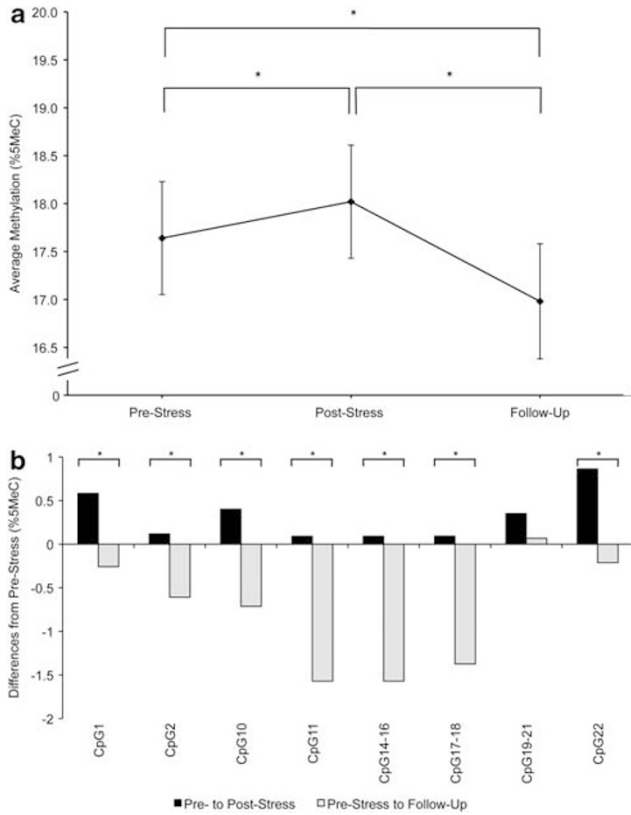 a
*
* *
20.0
19.5
19.0
18.5
18.0
17.5
17.0
16.5
0
Average Methylation (%5MeC)
Pre-Stress Post-Stress Follow-Up
b
* * * * * * *
1
0.5
0
-0.5
-1
-1.5
-2
Differences from Pre-Stress (%5MeC)
CpG1
CpG2
CpG10
CpG11
CpG14-16
CpG17-18
CpG19-21
CpG22
Pre- to Post-Stress Pre-Stress to Follow-Up